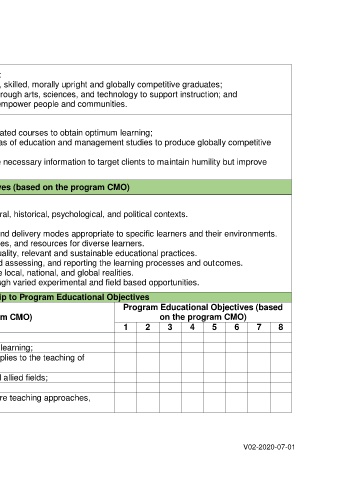 :
, skilled, morally upright and globally competitive graduates;
rough arts, sciences, and technology to support instruction; and
empower people and communities.
ated courses to obtain optimum learning;
as of education and management studies to produce globally competitive
e necessary information to target clients to maintain humility but improve
ves (based on the program CMO)
ral, historical, psychological, and political contexts.
nd delivery modes appropriate to specific learners and their environments.
es, and resources for diverse learners.
uality, relevant and sustainable educational practices.
d assessing, and reporting the learning processes and outcomes.
e local, national, and global realities.
ugh varied experimental and field based opportunities.
hip to Program Educational Objectives
m CMO)
Program Educational Objectives (based
on the program CMO)
1 2 3 4 5 6 7 8
learning;
plies to the teaching of
d allied fields;
re teaching approaches,
V02-2020-07-01